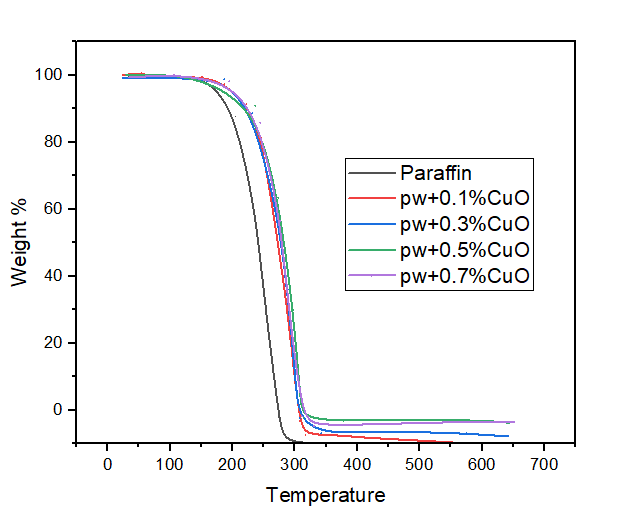 100
80
60
40
20
0
Weight %
Paraffin
pw+0.1%CuO
pw+0.3%CuO
pw+0.5%CuO
pw+0.7%CuO
0 100 200 300 400 500 600 700
Temperature